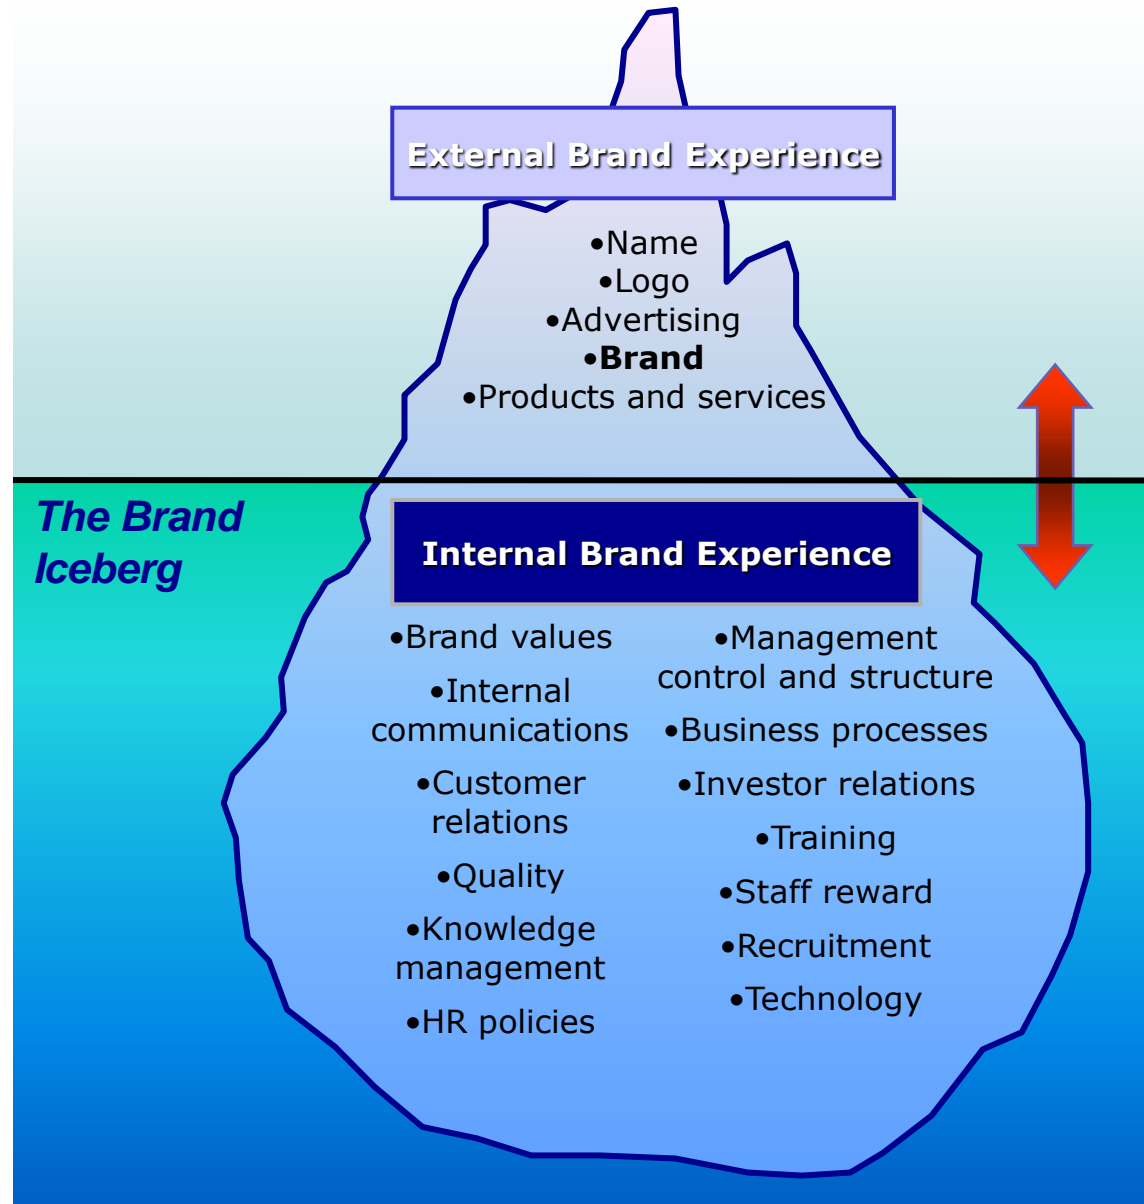 External Brand Experience
•Name
•Logo
•Advertising
•Brand
•Products and services
The Brand
Iceberg
Internal Brand Experience
•Brand values
•Internal
communications
•Customer
relations
•Quality
•Knowledge
management
•HR policies
•Management
control and structure
•Business processes
•Investor relations
•Training
•Staff reward
•Recruitment
•Technology